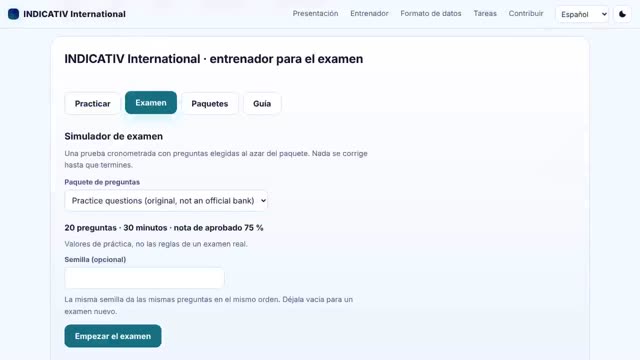 INDICATIV International
Presentación
Entrenador
Formato de datos
Tareas
Contribuir
Español
INDICATIV International · entrenador para el examen
Practicar
Examen
Paquetes
Guía
Simulador de examen
Una prueba cronometrada con preguntas elegidas al azar del paquete. Nada se corrige
hasta que termines.
Paquete de preguntas
Practice questions (original, not an official bank)
20 preguntas · 30 minutos · nota de aprobado 75 %
Valores de práctica, no las reglas de un examen real.
Semilla (opcional)
La misma semilla da las mismas preguntas en el mismo orden. Déjala vacía para un
examen nuevo.
Empezar el examen